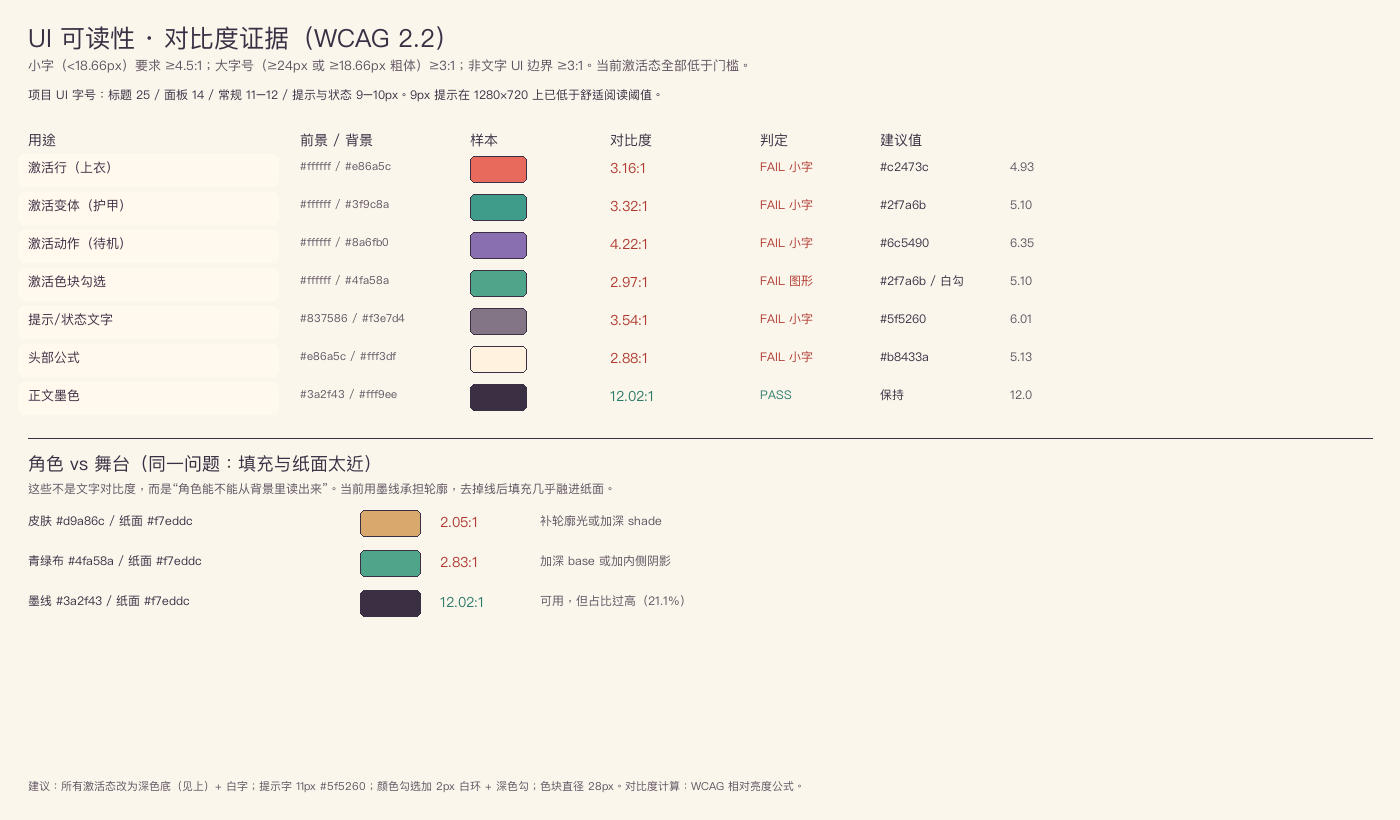 UI 可读性 · 对比度证据（WCAG 2.2）
小字（<18.66px）要求 ≥4.5:1；大字号（≥24px 或 ≥18.66px 粗体）≥3:1；非文字 UI 边界 ≥3:1。当前激活态全部低于门槛。
项目 UI 字号：标题 25 / 面板 14 / 常规 11—12 / 提示与状态 9—10px。9px 提示在 1280×720 上已低于舒适阅读阈值。
用途 前景 / 背景 样本 对比度 判定 建议值
激活行（上衣） #ffffff / #e86a5c 3.16:1 FAIL 小字 #c2473c 4.93
激活变体（护甲） #ffffff / #3f9c8a 3.32:1 FAIL 小字 #2f7a6b 5.10
激活动作（待机） #ffffff / #8a6fb0 4.22:1 FAIL 小字 #6c5490 6.35
激活色块勾选 #ffffff / #4fa58a 2.97:1 FAIL 图形 #2f7a6b / 白勾 5.10
提示/状态文字 #837586 / #f3e7d4 3.54:1 FAIL 小字 #5f5260 6.01
头部公式 #e86a5c / #fff3df 2.88:1 FAIL 小字 #b8433a 5.13
正文墨色 #3a2f43 / #fff9ee 12.02:1 PASS 保持 12.0
角色 vs 舞台（同一问题：填充与纸面太近）
这些不是文字对比度，而是“角色能不能从背景里读出来”。当前用墨线承担轮廓，去掉线后填充几乎融进纸面。
皮肤 #d9a86c / 纸面 #f7eddc 2.05:1 补轮廓光或加深 shade
青绿布 #4fa58a / 纸面 #f7eddc 2.83:1 加深 base 或加内侧阴影
墨线 #3a2f43 / 纸面 #f7eddc 12.02:1 可用，但占比过高（21.1%）
建议：所有激活态改为深色底（见上）+ 白字；提示字 11px #5f5260；颜色勾选加 2px 白环 + 深色勾；色块直径 28px。对比度计算：WCAG 相对亮度公式。